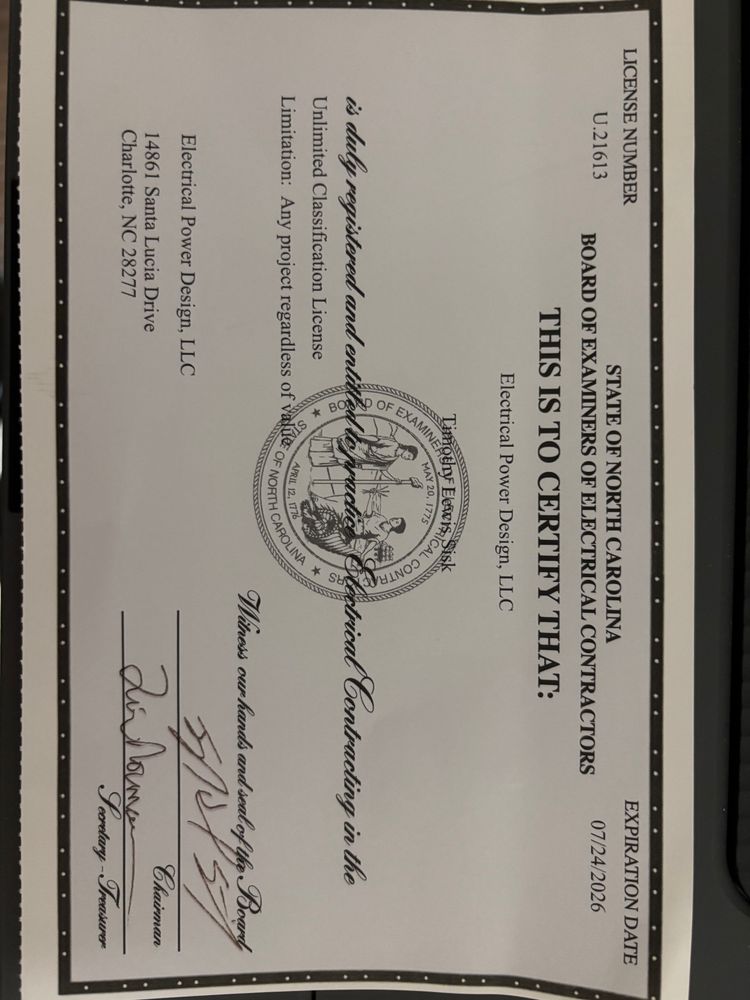 LICENSE NUMBER
U.21613
EXPIRATION DATE
07/24/2026
STATE OF NORTH CAROLINA
BOARD OF EXAMINERS OF ELECTRICAL CONTRACTORS
THIS IS TO CERTIFY THAT:
Electrical Power Design, LLC
Timothy Lewis Sisk
is duly registered and entitled to practice Electrical Contracting in the
Unlimited Classification License
Limitation: Any project regardless of value
BOARD OF EXAMINERS
CAL CONTRACTORS
OF NORTH CAROLINA
MAY 20, 1775
APRIL 12, 1776
Witness our hands and seal of the Board
Electrical Power Design, LLC
14861 Santa Lucia Drive
Charlotte, NC 28277
Chairman
Secretary - Treasurer